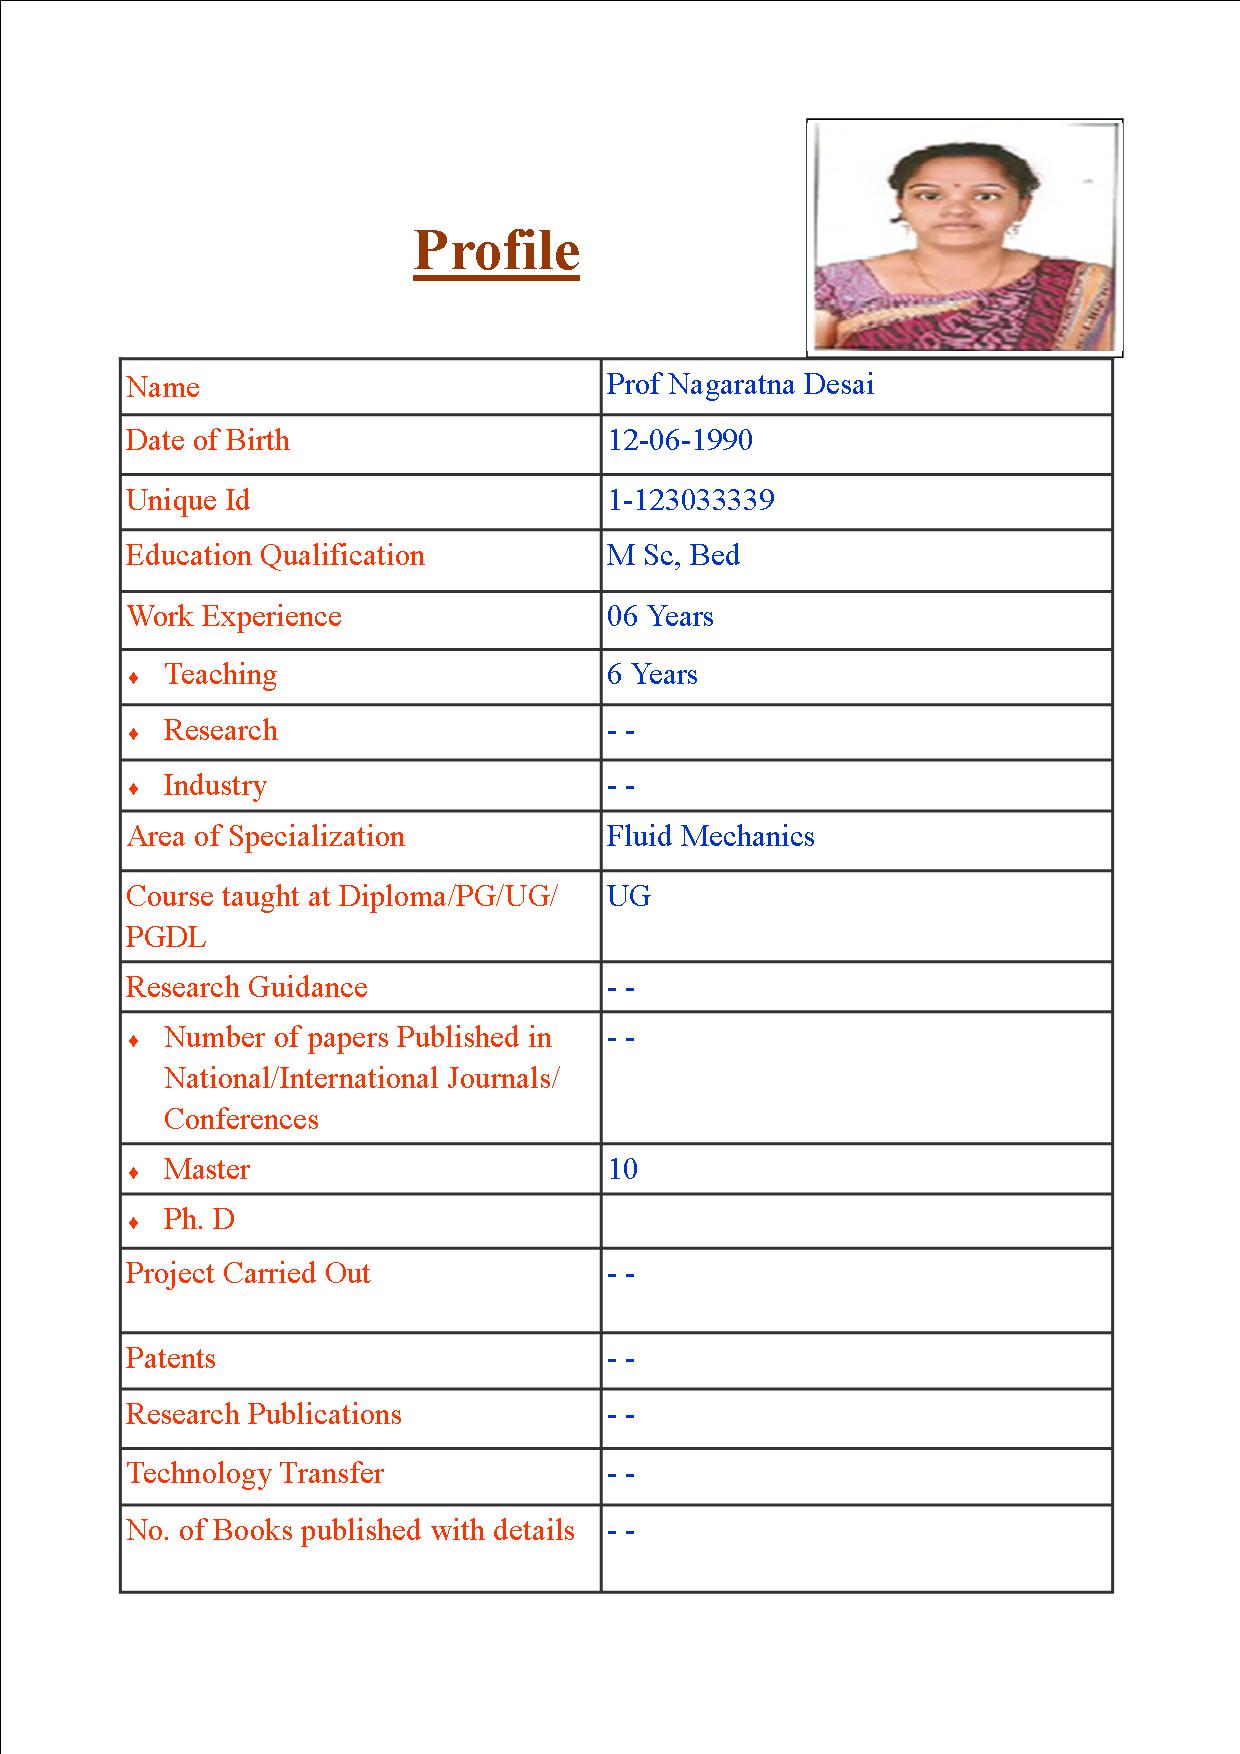 Profile
Name Prof Nagaratna Desai
Date of Birth 12-06-1990
Unique Id 1-123033339
Education Qualification M Sc, Bed
Work Experience 06 Years
♦ Teaching 6 Years
♦ Research - -
♦ Industry - -
Area of Specialization Fluid Mechanics
Course taught at Diploma/PG/UG/ UG
PGDL
Research Guidance - -
♦ Number of papers Published in - -
National/International Journals/
Conferences
♦ Master 10
♦ Ph. D
Project Carried Out - -
Patents - -
Research Publications - -
Technology Transfer - -
No. of Books published with details - -